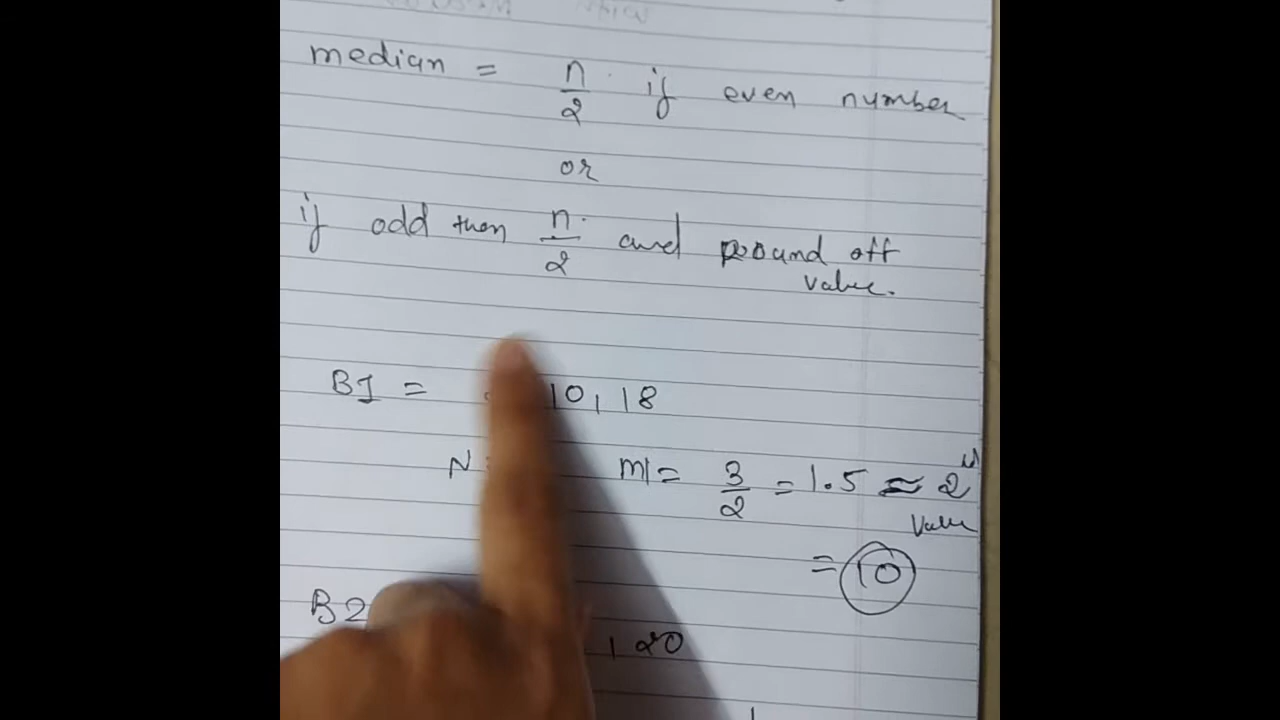 median = n/2 if even number
or
if odd then n/2 and round off
value.
B1 = 10, 18
N M = 3/2 = 1.5 ≈ 2
value
= 10
B2 , 20